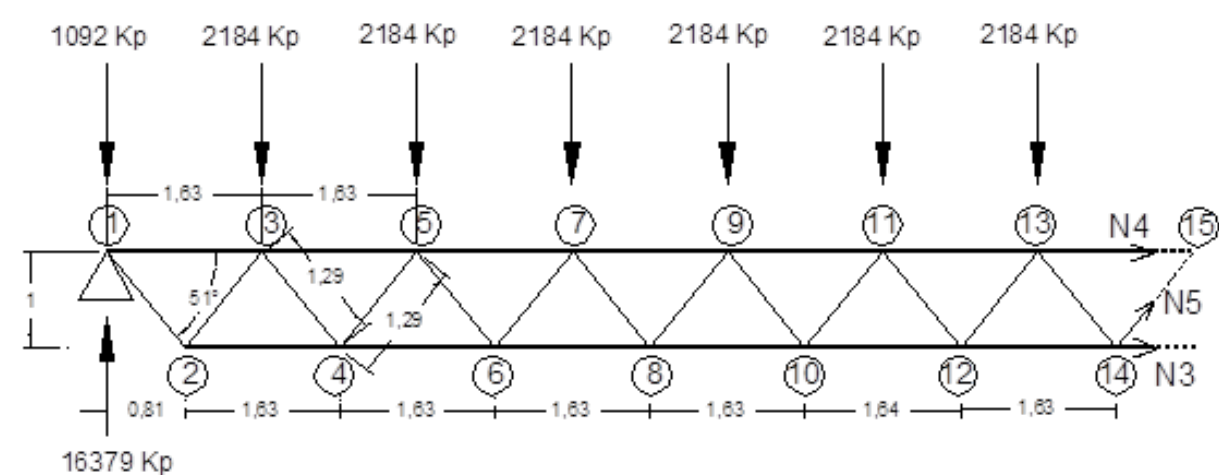 1092 Kp 2184 Kp 2184 Kp 2184 Kp 2184 Kp 2184 Kp 2184 Kp
1,63 1,63
1 3 5 7 9 11 13 N4 15
1 51° 1,29 1,29 N5
2 4 6 8 10 12 14 N3
0,81 1,63 1,63 1,63 1,63 1,64 1,63
16379 Kp